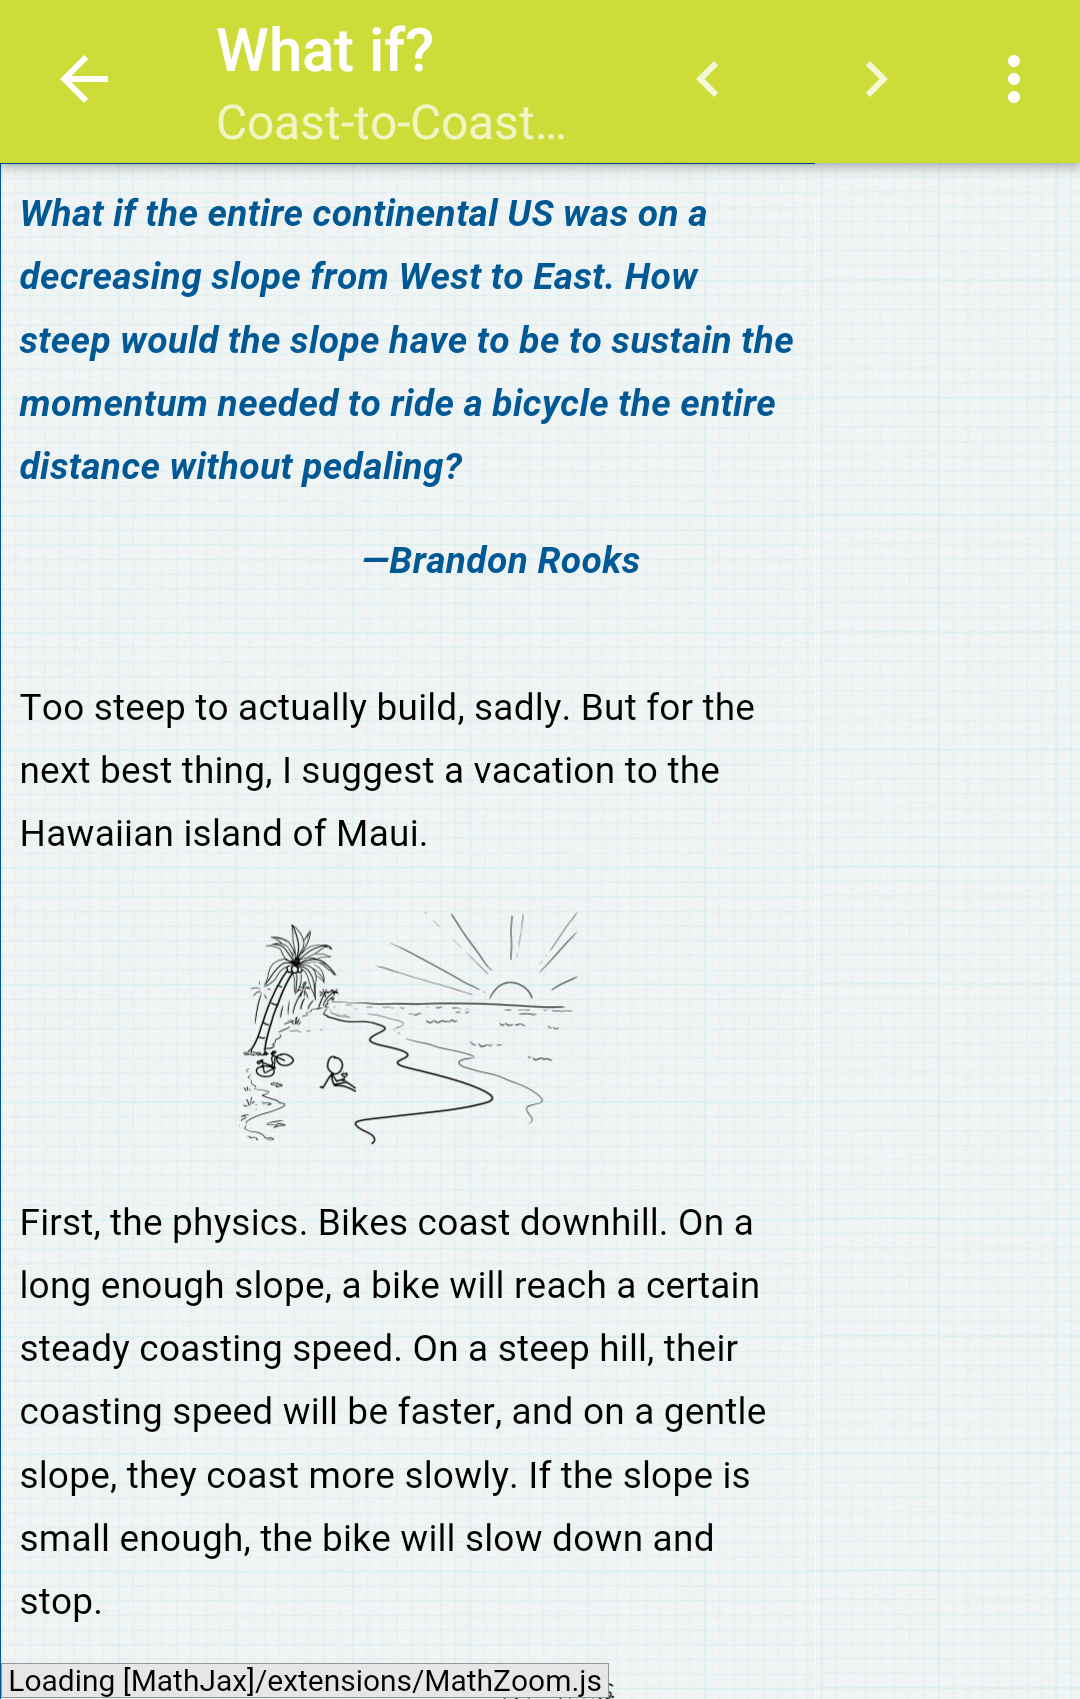 What if?
Coast-to-Coast...
What if the entire continental US was on a
decreasing slope from West to East. How
steep would the slope have to be to sustain the
momentum needed to ride a bicycle the entire
distance without pedaling?
—Brandon Rooks
Too steep to actually build, sadly. But for the
next best thing, I suggest a vacation to the
Hawaiian island of Maui.
First, the physics. Bikes coast downhill. On a
long enough slope, a bike will reach a certain
steady coasting speed. On a steep hill, their
coasting speed will be faster, and on a gentle
slope, they coast more slowly. If the slope is
small enough, the bike will slow down and
stop.
Loading [MathJax]/extensions/MathZoom.js